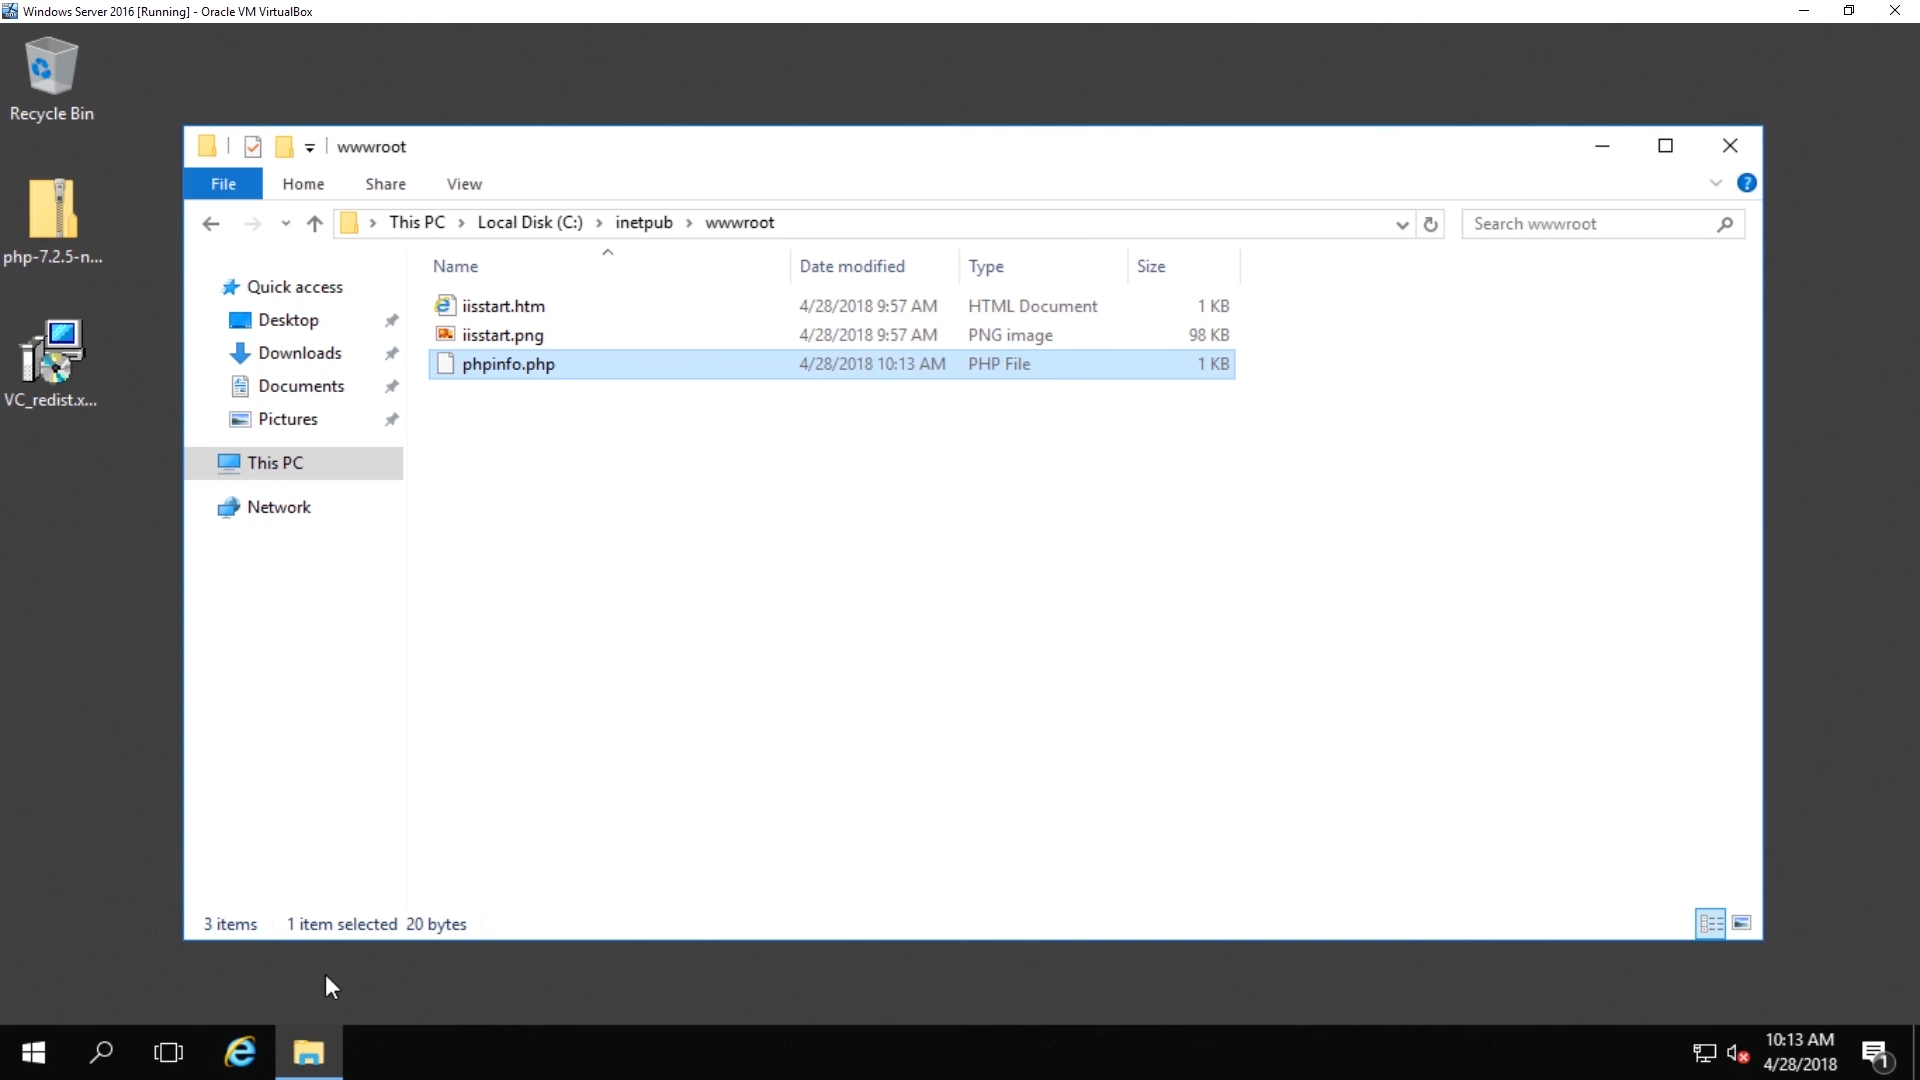 Windows Server 2016 [Running] - Oracle VM VirtualBox
Recycle Bin
php-7.2.5-n...
VC_redist.x...
wwwroot
File Home Share View
This PC Local Disk (C:) inetpub wwwroot
Search wwwroot
Quick access
Desktop
Downloads
Documents
Pictures
This PC
Network
Name Date modified Type Size
iisstart.htm 4/28/2018 9:57 AM HTML Document 1 KB
iisstart.png 4/28/2018 9:57 AM PNG image 98 KB
phpinfo.php 4/28/2018 10:13 AM PHP File 1 KB
3 items 1 item selected 20 bytes
10:13 AM
4/28/2018
1